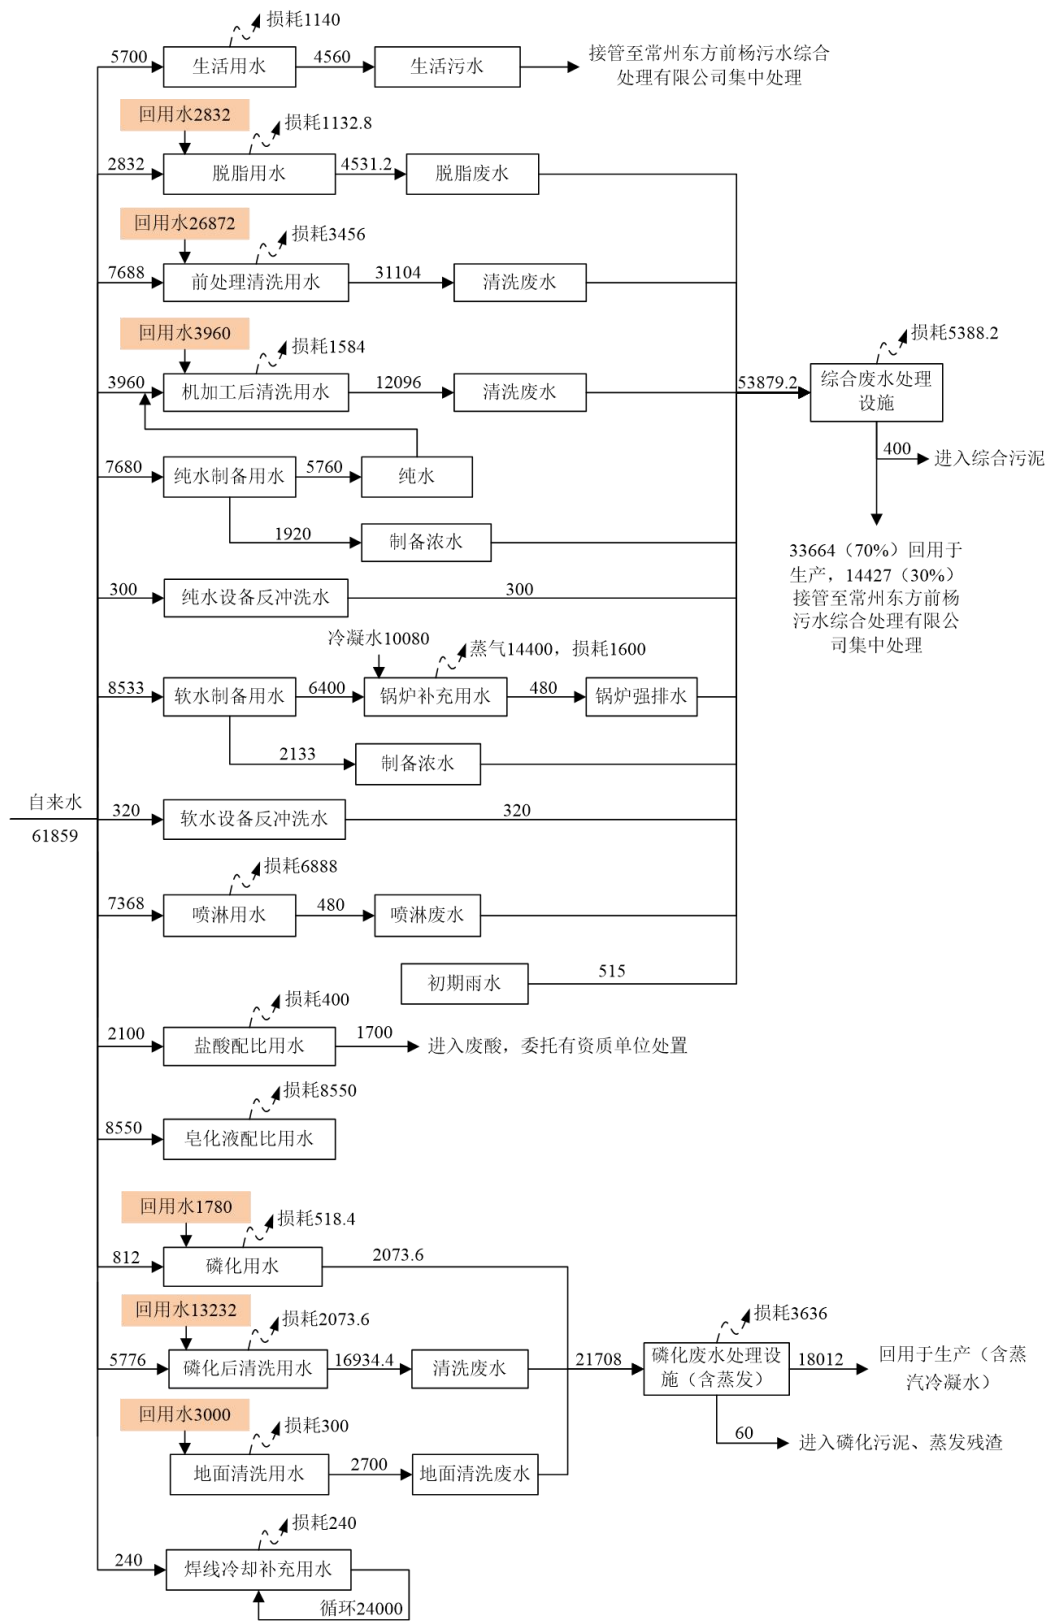 损耗1140
5700
生活用水
4560
生活污水
接管至常州东方前杨污水综合
处理有限公司集中处理
回用水2832
损耗1132.8
2832
脱脂用水
4531.2
脱脂废水
回用水26872
损耗3456
7688
前处理清洗用水
31104
清洗废水
回用水3960
损耗1584
3960
机加工后清洗用水
12096
清洗废水
53879.2
损耗5388.2
综合废水处理
设施
400
进入综合污泥
33664（70%）回用于
生产，14427（30%）
接管至常州东方前杨
污水综合处理有限公
司集中处理
7680
纯水制备用水
5760
纯水
1920
制备浓水
300
纯水设备反冲洗水
300
冷凝水10080
蒸气14400，损耗1600
8533
软水制备用水
6400
锅炉补充用水
480
锅炉强排水
2133
制备浓水
自来水
61859
320
软水设备反冲洗水
320
损耗6888
7368
喷淋用水
480
喷淋废水
初期雨水
515
损耗400
2100
盐酸配比用水
1700
进入废酸，委托有资质单位处置
损耗8550
8550
皂化液配比用水
回用水1780
损耗518.4
812
磷化用水
2073.6
回用水13232
损耗2073.6
5776
磷化后清洗用水
16934.4
清洗废水
21708
损耗3636
磷化废水处理设
施（含蒸发）
18012
回用于生产（含蒸
汽冷凝水）
60
进入磷化污泥、蒸发残渣
回用水3000
损耗300
地面清洗用水
2700
地面清洗废水
损耗240
240
焊线冷却补充用水
循环24000